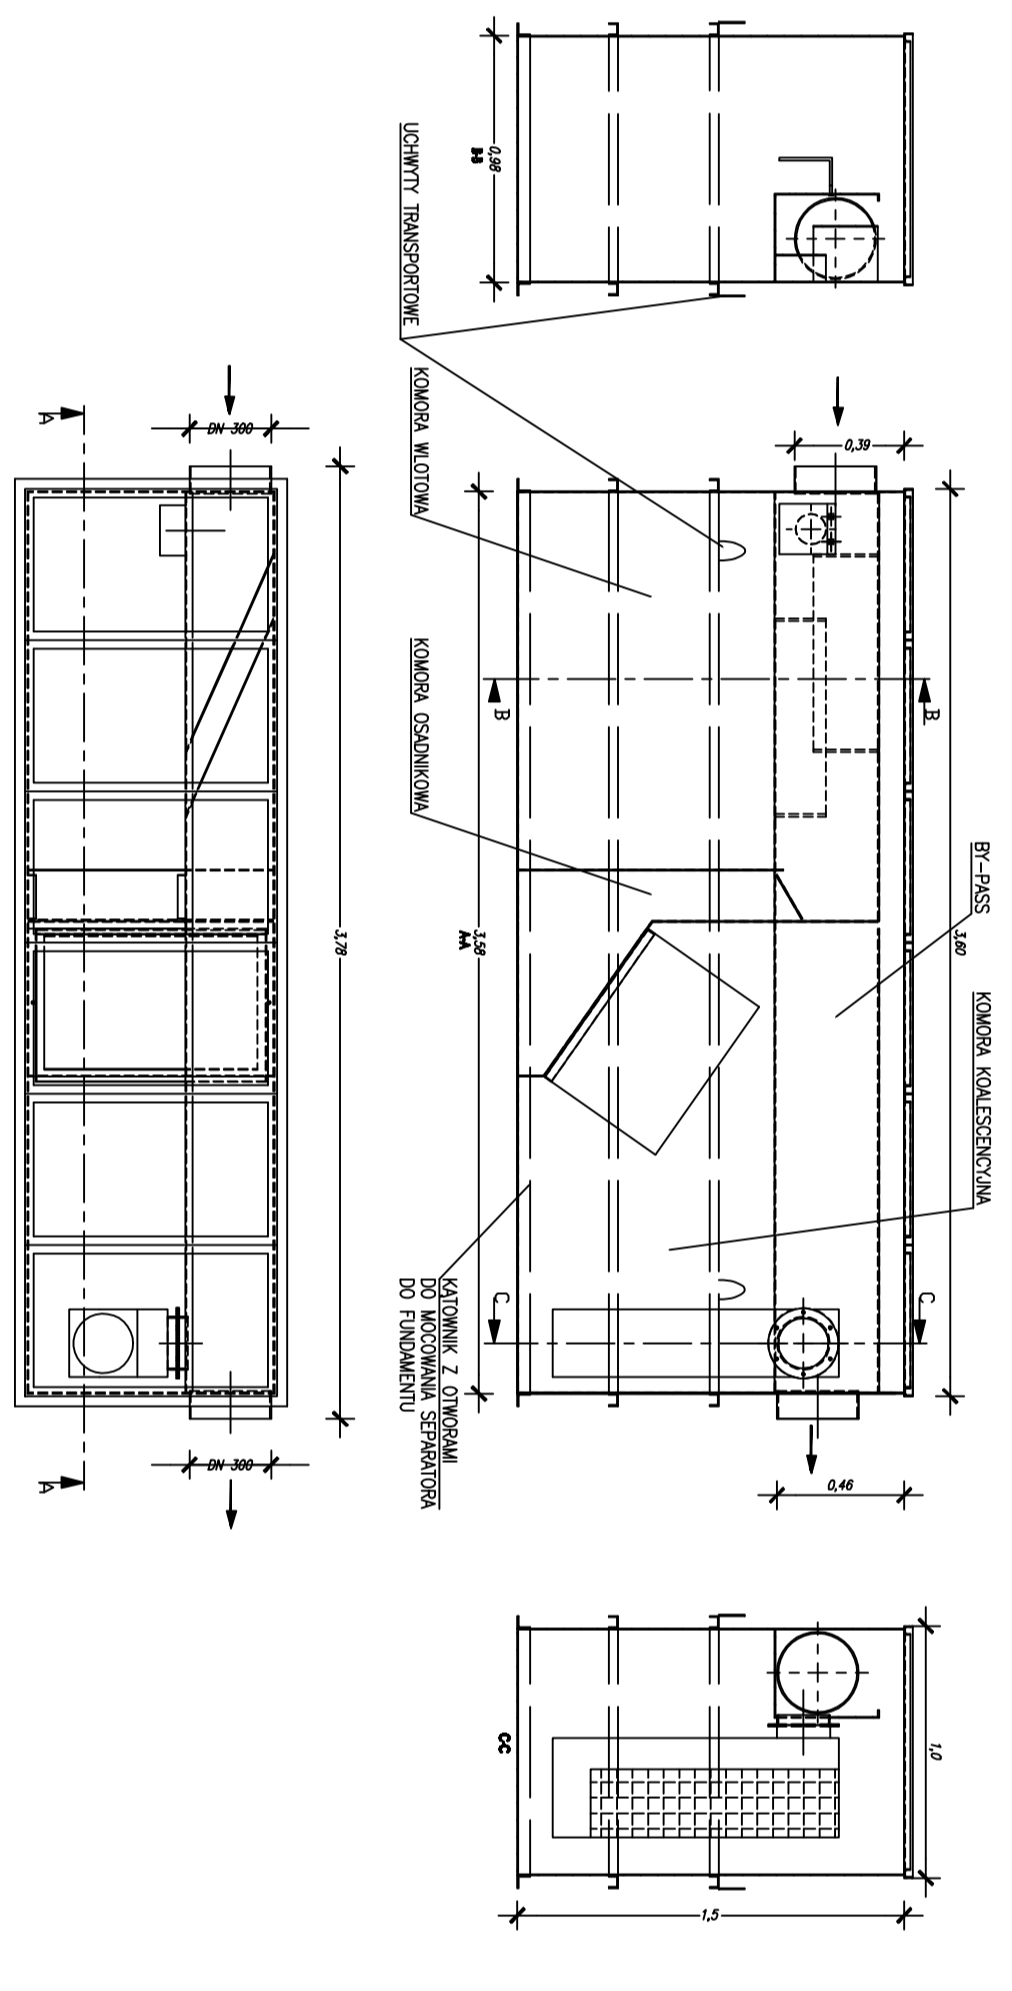 BY-PASS
KOMORA KOALESCENCYJNA
3,60
1,0
B
C
0,39
0,46
1,5
B
C
0,98
B-B
3,58
A-A
C-C
UCHWYTY TRANSPORTOWE
KOMORA WLOTOWA
KOMORA OSADNIKOWA
KĄTOWNIK Z OTWORAMI
DO MOCOWANIA SEPARATORA
DO FUNDAMENTU
3,78
DN 300
DN 300
A
A